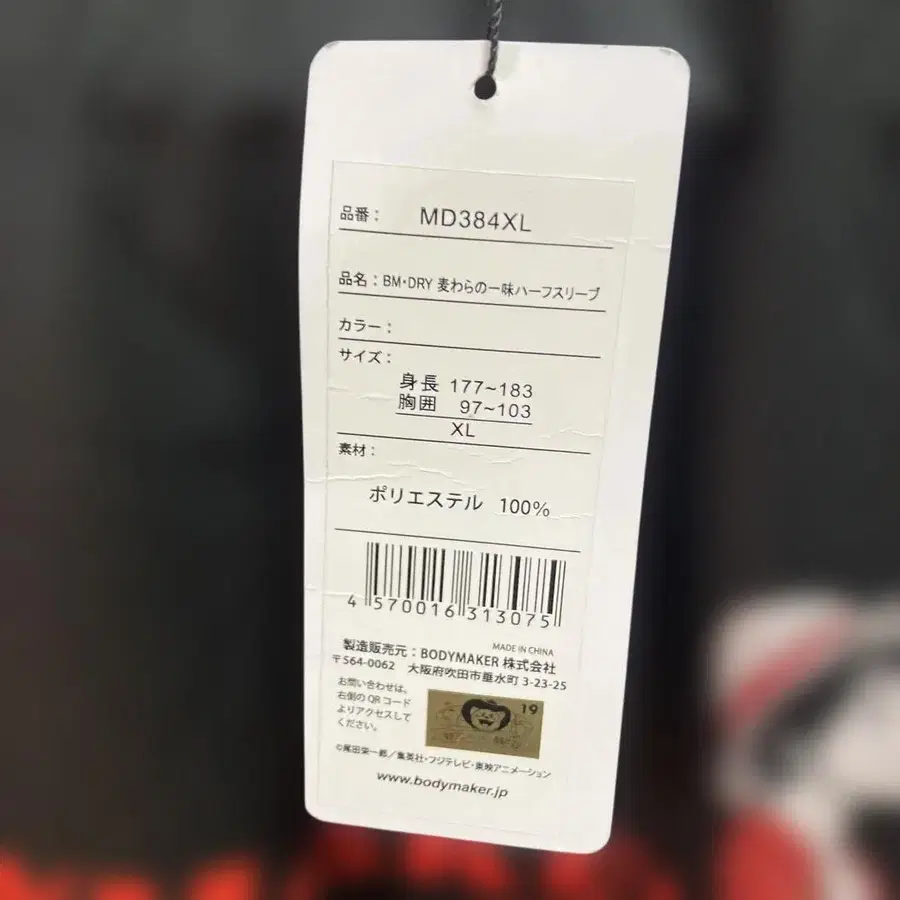 品番： MD384XL
品名：BM・DRY 麦わらの一味ハーフスリーブ
カラー：
サイズ：
身長 177~183
胸囲 97~103
XL
素材：
ポリエステル 100%
4 570016 313075
MADE IN CHINA
製造販売元：BODYMAKER 株式会社
〒564-0062 大阪府吹田市垂水町 3-23-25
お問い合わせは、
右側の QR コード
よりアクセスして
ください。
19
©尾田栄一郎／集英社・フジテレビ・東映アニメーション
www.bodymaker.jp